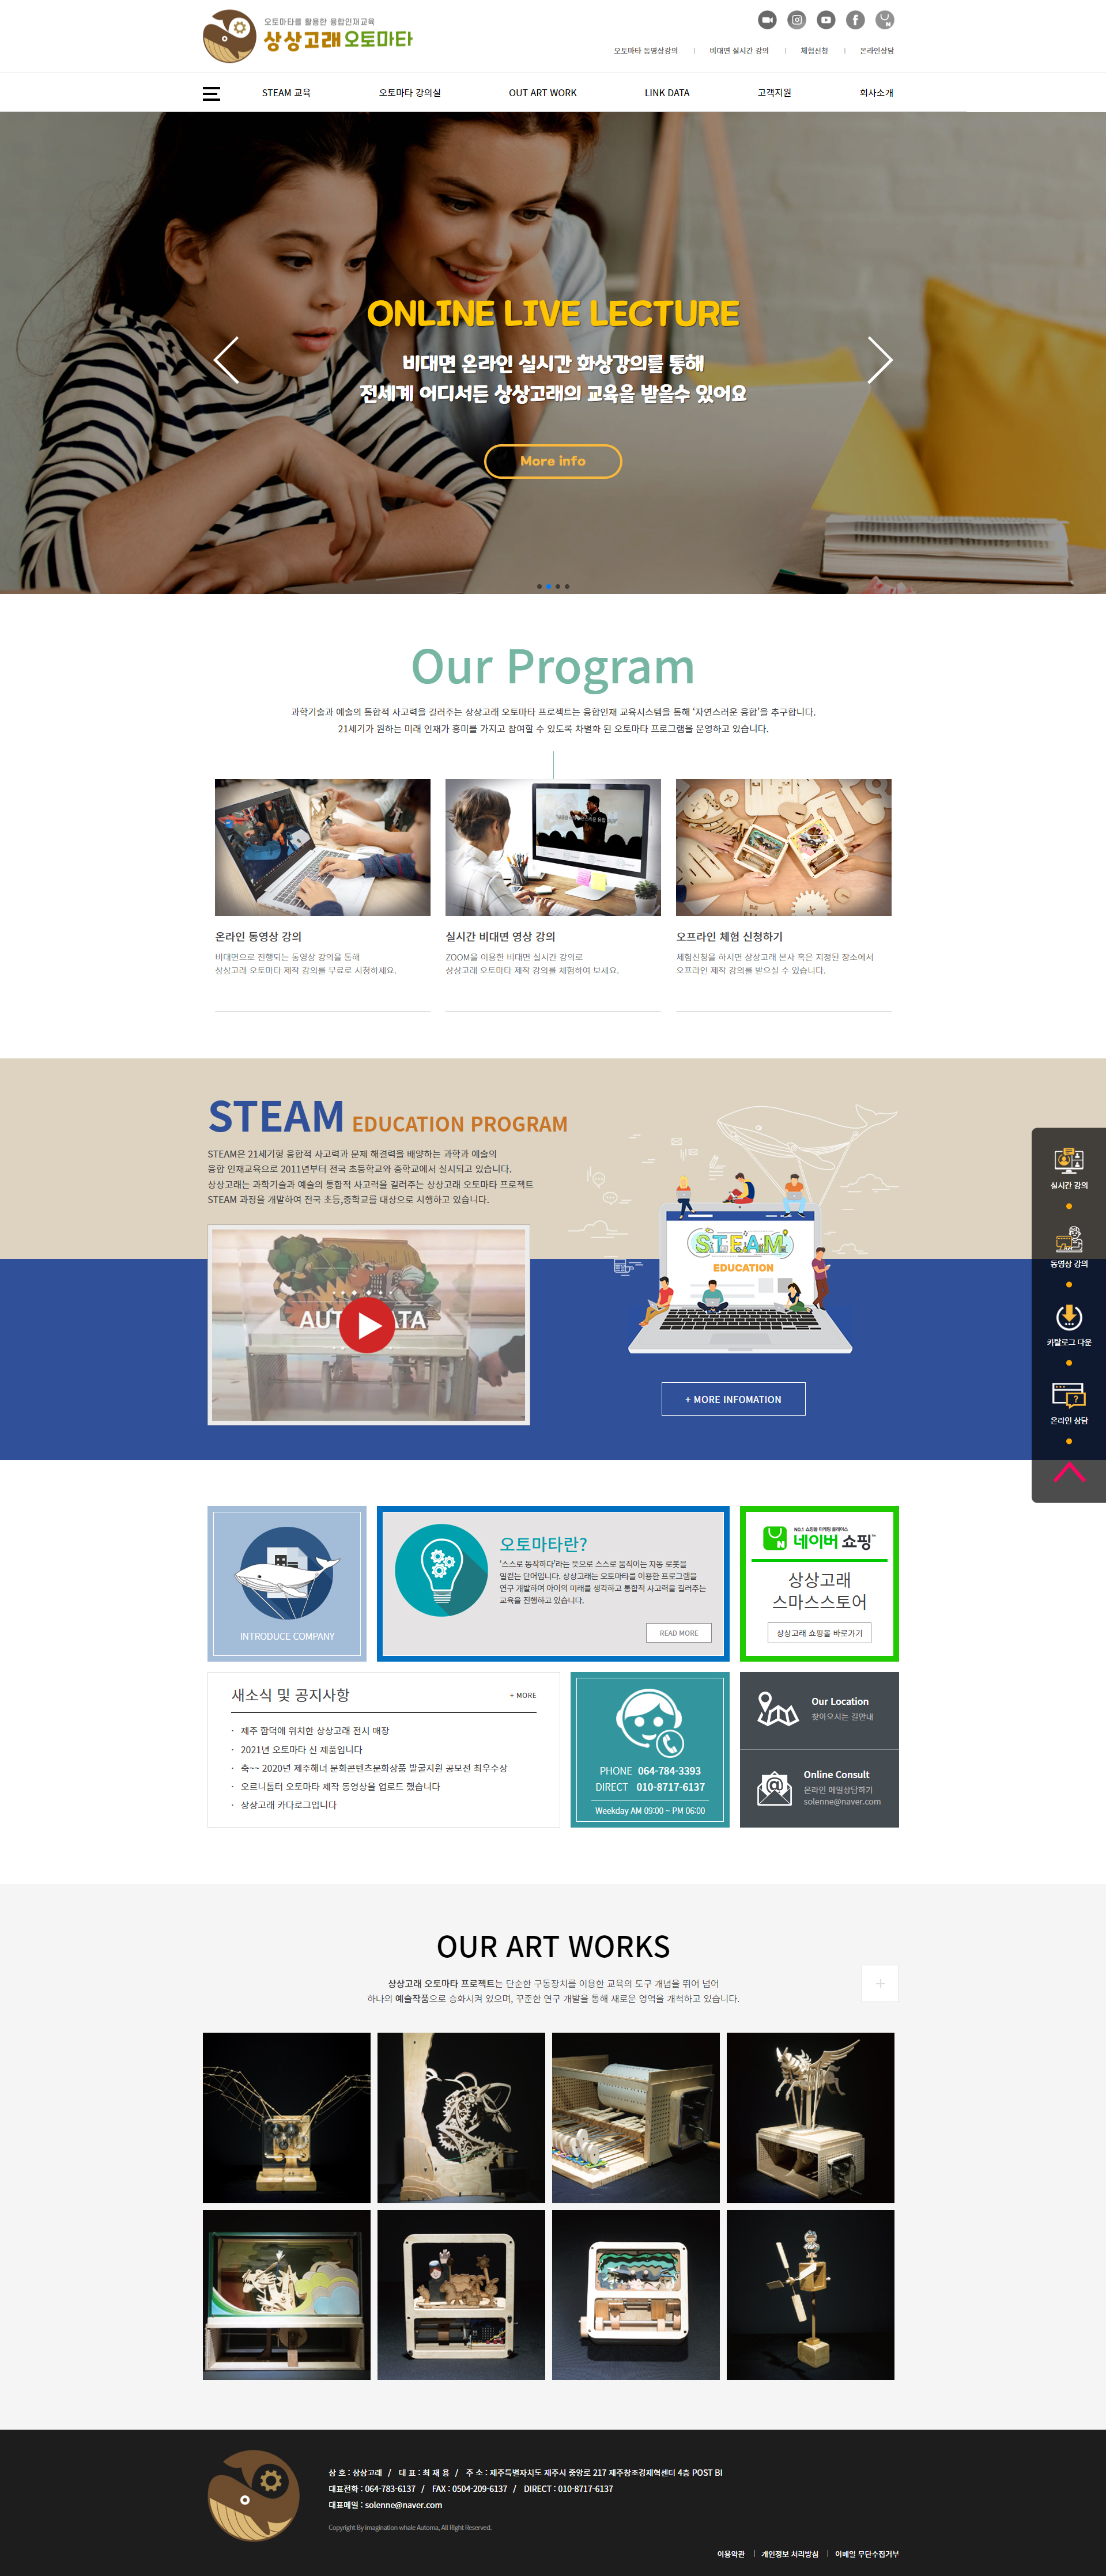 오토마타를 활용한 융합인재교육
상상고래 오토마타
오토마타 동영상강의 | 비대면 실시간 강의 | 체험신청 | 온라인상담
STEAM 교육 오토마타 강의실 OUT ART WORK LINK DATA 고객지원 회사소개
ONLINE LIVE LECTURE
비대면 온라인 실시간 화상강의를 통해
전세계 어디서든 상상고래의 교육을 받을수 있어요
More info
Our Program
과학기술과 예술의 통합적 사고력을 길러주는 상상고래 오토마타 프로젝트는 융합인재 교육시스템을 통해 ‘자연스러운 융합’을 추구합니다.
21세기가 원하는 미래 인재가 흥미를 가지고 참여할 수 있도록 차별화 된 오토마타 프로그램을 운영하고 있습니다.
온라인 동영상 강의
비대면으로 진행되는 동영상 강의을 통해
상상고래 오토마타 제작 강의를 무료로 시청하세요.
실시간 비대면 영상 강의
ZOOM을 이용한 비대면 실시간 강의로
상상고래 오토마타 제작 강의를 체험하여 보세요.
오프라인 체험 신청하기
체험신청을 하시면 상상고래 본사 혹은 지정된 장소에서
오프라인 제작 강의를 받으실 수 있습니다.
STEAM EDUCATION PROGRAM
STEAM은 21세기형 융합적 사고력과 문제 해결력을 배양하는 과학과 예술의
융합 인재교육으로 2011년부터 전국 초등학교와 중학교에서 실시되고 있습니다.
상상고래는 과학기술과 예술의 통합적 사고력을 길러주는 상상고래 오토마타 프로젝트
STEAM 과정을 개발하여 전국 초등,중학교를 대상으로 시행하고 있습니다.
STEAM
EDUCATION
+ MORE INFOMATION
실시간 강의
동영상 강의
카탈로그 다운
온라인 상담
INTRODUCE COMPANY
오토마타란?
'스스로 동작하다'라는 뜻으로 스스로 움직이는 자동 로봇을
일컫는 단어입니다. 상상고래는 오토마타를 이용한 프로그램을
연구 개발하여 아이의 미래를 생각하고 통합적 사고력을 길러주는
교육을 진행하고 있습니다.
READ MORE
NO.1 쇼핑몰 마케팅 플레이스
네이버 쇼핑™
상상고래
스마스스토어
상상고래 쇼핑몰 바로가기
새소식 및 공지사항
+ MORE
· 제주 함덕에 위치한 상상고래 전시 매장
· 2021년 오토마타 신 제품입니다
· 축~~ 2020년 제주해녀 문화콘텐츠문화상품 발굴지원 공모전 최우수상
· 오르니톱터 오토마타 제작 동영상을 업로드 했습니다
· 상상고래 카다로그입니다
PHONE 064-784-3393
DIRECT 010-8717-6137
Weekday AM 09:00 ~ PM 06:00
Our Location
찾아오시는 길안내
Online Consult
온라인 메일상담하기
solenne@naver.com
OUR ART WORKS
상상고래 오토마타 프로젝트는 단순한 구동장치를 이용한 교육의 도구 개념을 뛰어 넘어
하나의 예술작품으로 승화시켜 있으며, 꾸준한 연구 개발을 통해 새로운 영역을 개척하고 있습니다.
상 호 : 상상고래 / 대 표 : 최 재 용 / 주 소 : 제주특별자치도 제주시 중앙로 217 제주창조경제혁센터 4층 POST BI
대표전화 : 064-783-6137 / FAX : 0504-209-6137 / DIRECT : 010-8717-6137
대표메일 : solenne@naver.com
Copyright By imagination whale Automa, All Right Reserved.
이용약관 | 개인정보 처리방침 | 이메일 무단수집거부